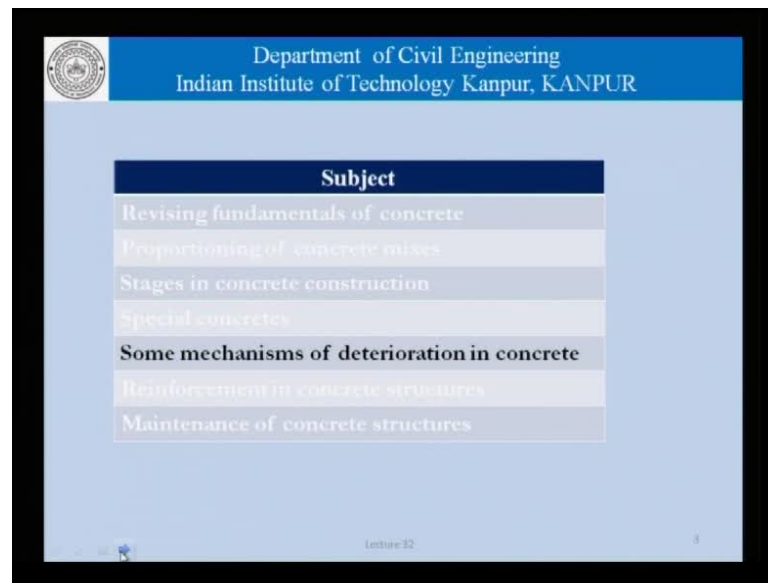 Department of Civil Engineering
Indian Institute of Technology Kanpur, KANPUR
Subject
Revising fundamentals of concrete
Proportioning of concrete mixes
Stages in concrete construction
Special concretes
Some mechanisms of deterioration in concrete
Reinforcement in concrete structures
Maintenance of concrete structures
Lecture 32
3